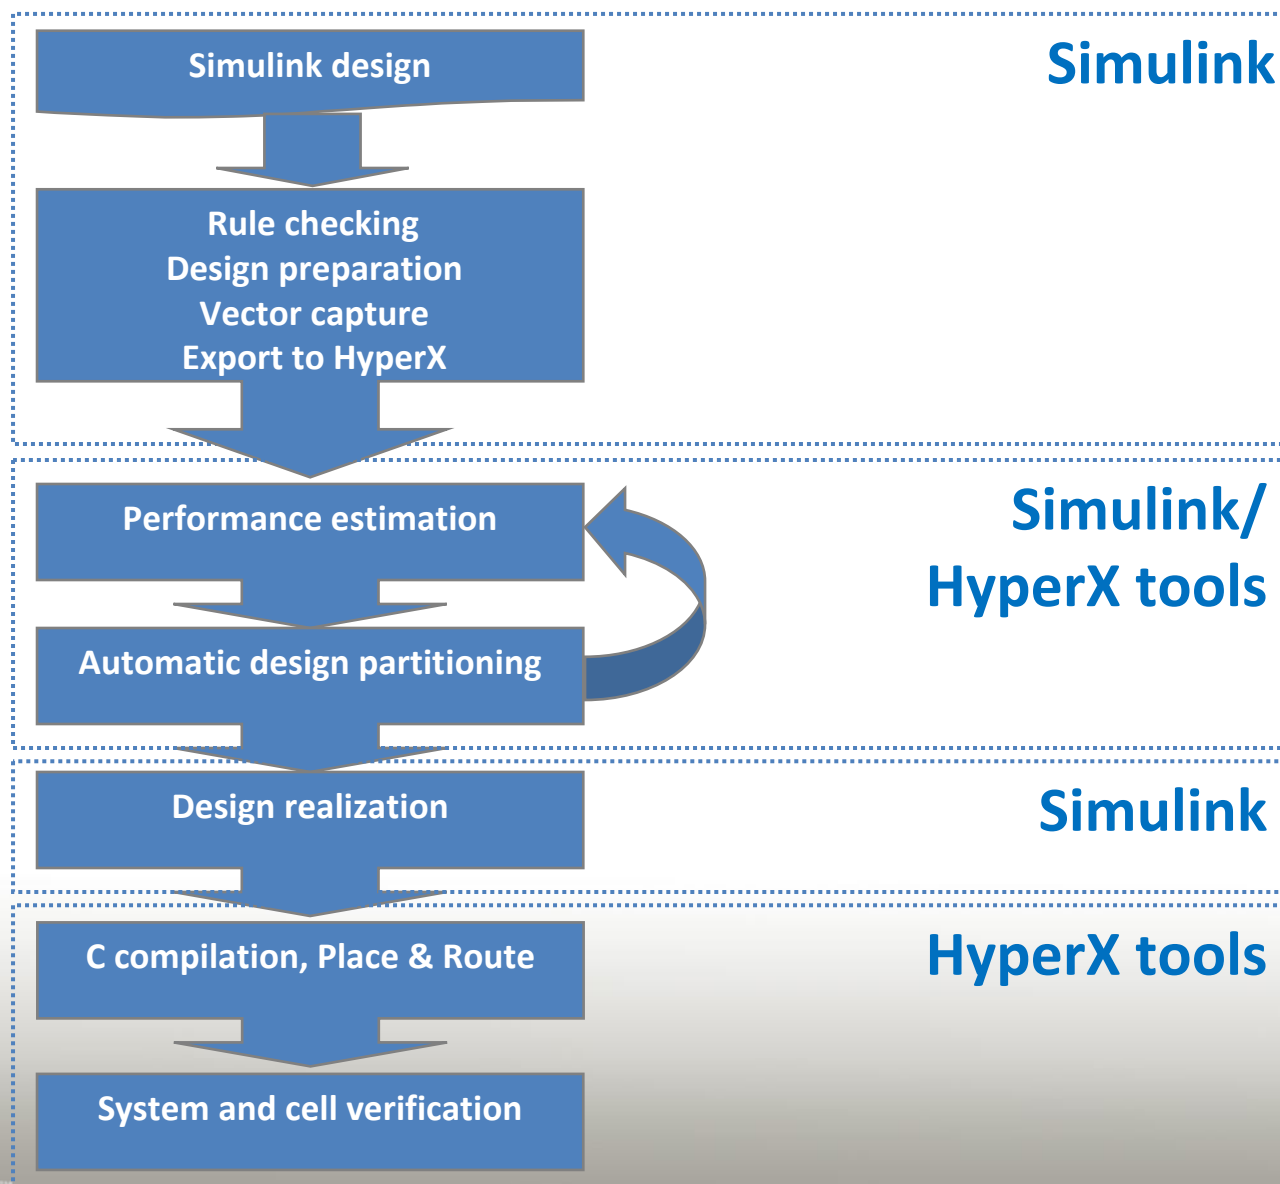 Simulink design
Simulink
Rule checking
Design preparation
Vector capture
Export to HyperX
Performance estimation
Simulink/
HyperX tools
Automatic design partitioning
Design realization
Simulink
C compilation, Place & Route
HyperX tools
System and cell verification